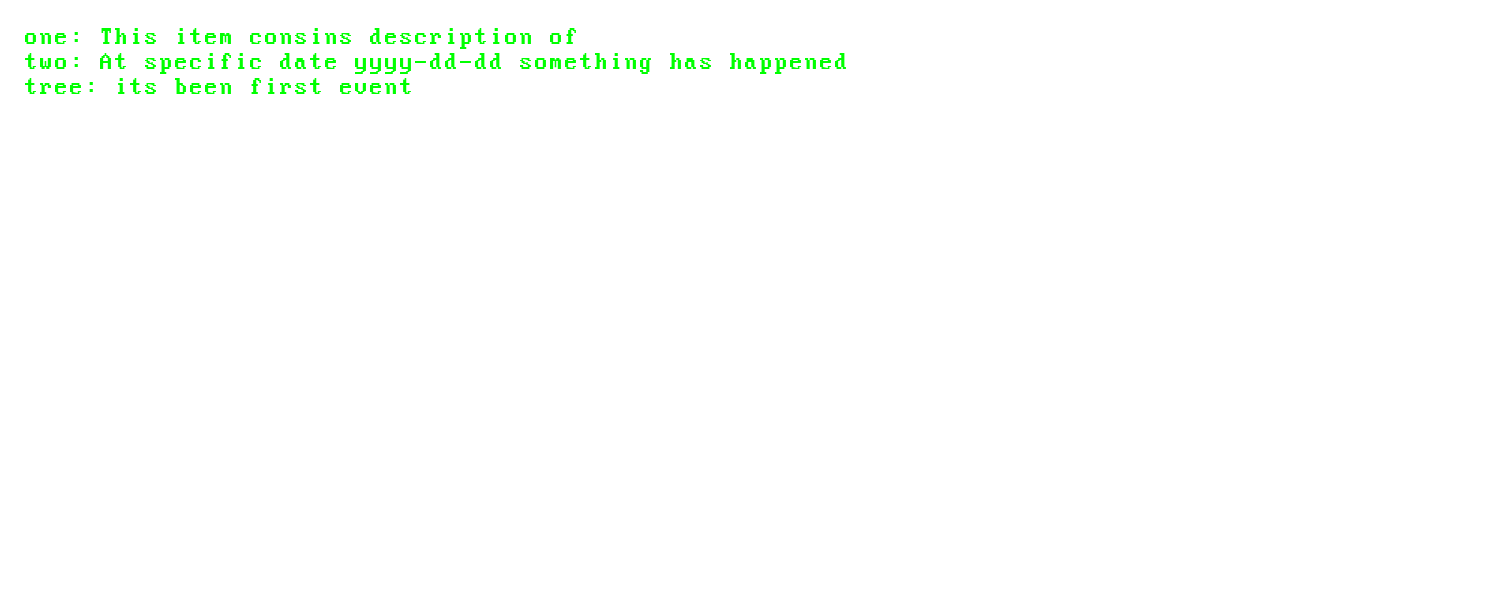 one: This item consins description of
two: At specific date yyyy-dd-dd something has happened
tree: its been first event